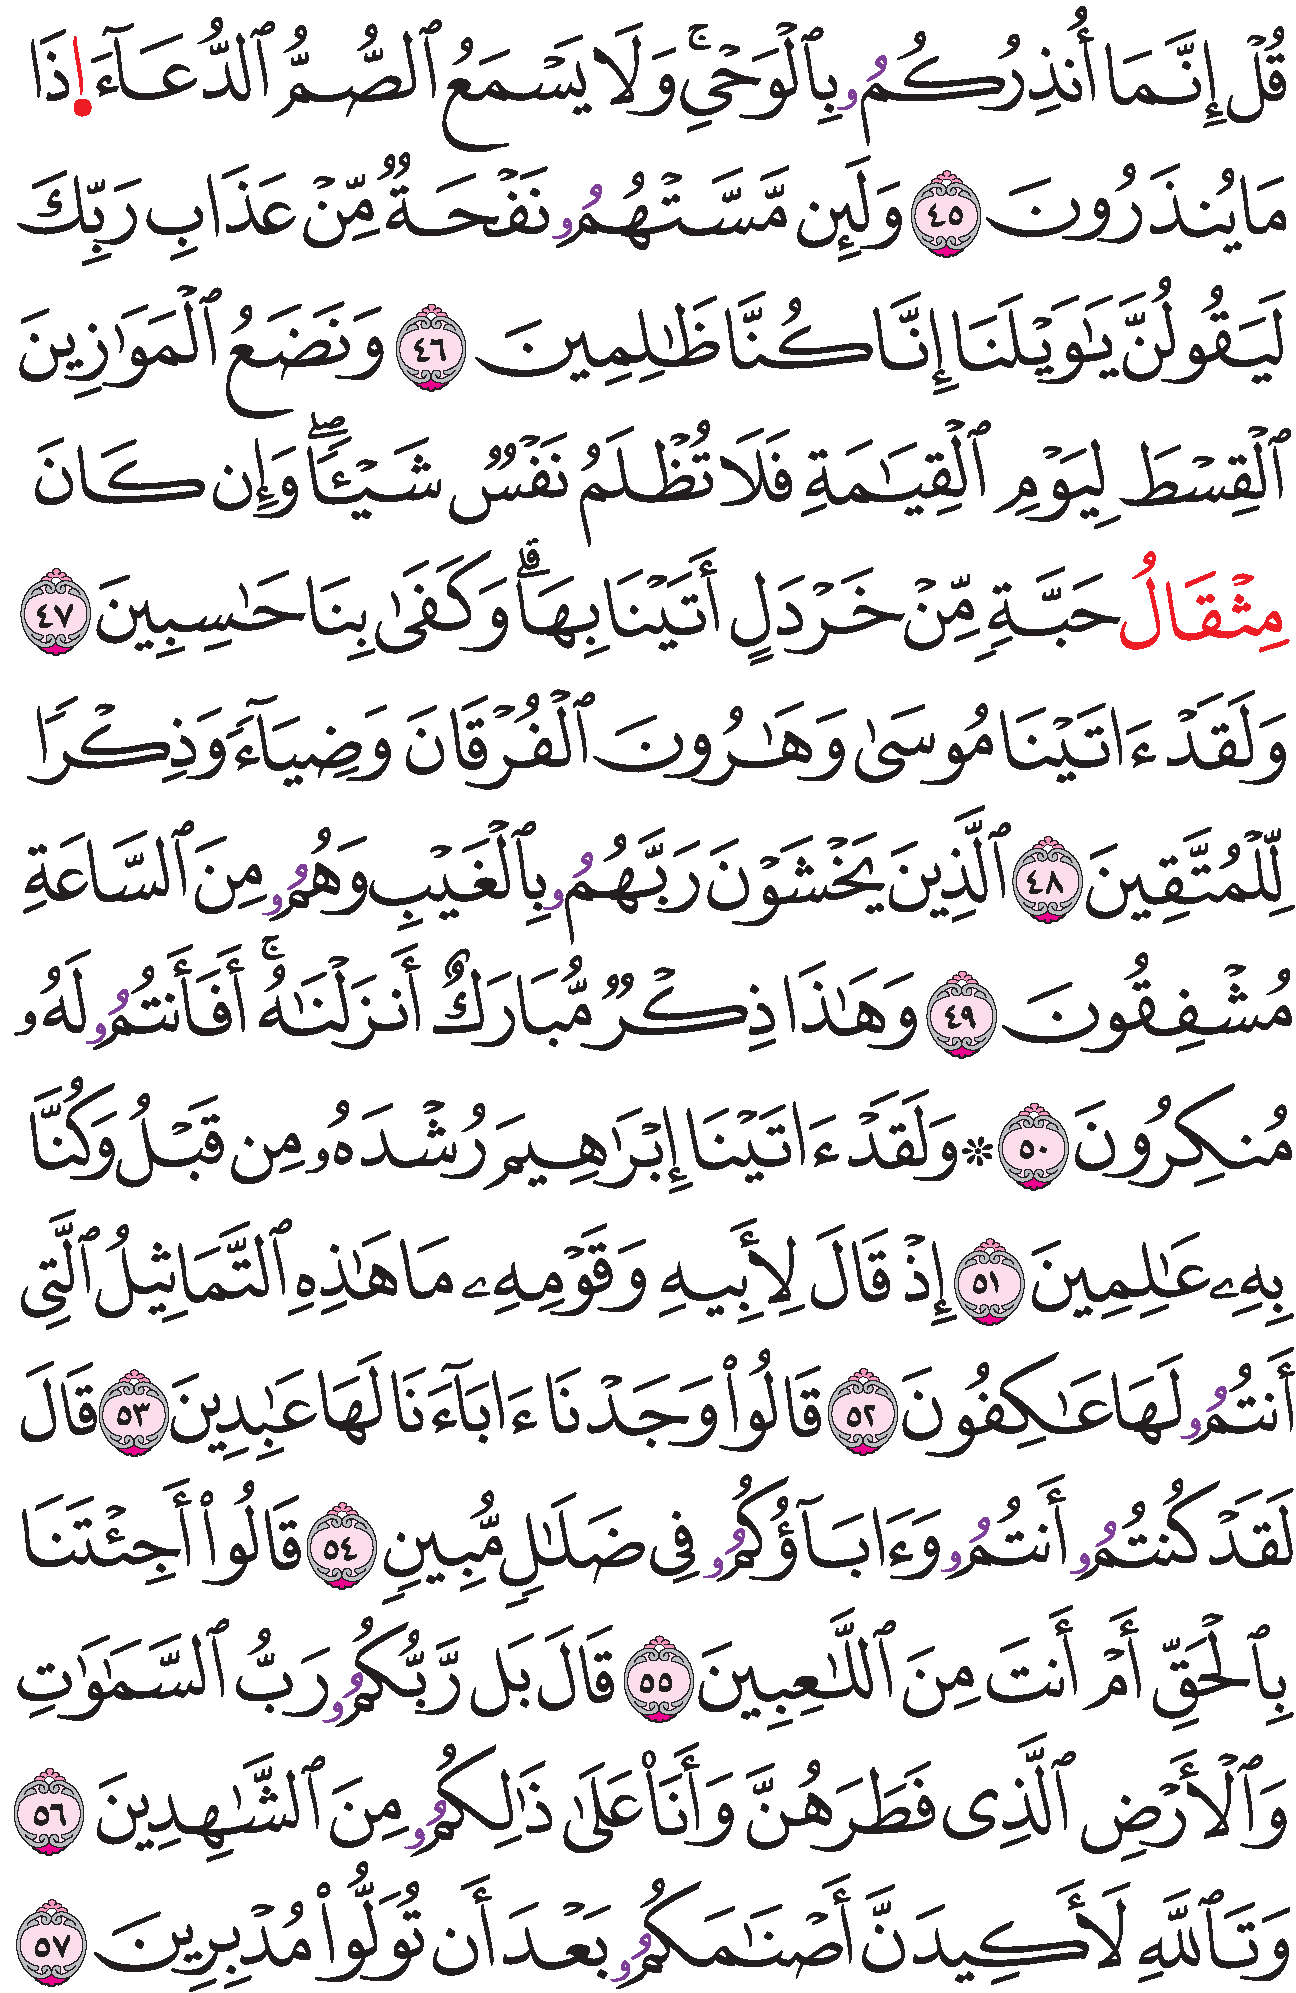 قُلْ إِنَّمَا أُنذِرُكُمُۥ بِالْوَحْيِۚ وَلَا يَسْمَعُ ٱلصُّمُّ ٱلدُّعَآءَ ا۪ذَا
مَا يُنذَرُونَ ٤٥ وَلَئِن مَّسَّتْهُمُۥ نَفْحَةٌ مِّنْ عَذَابِ رَبِّكَ
لَيَقُولُنَّ يَٰوَيْلَنَا إِنَّا كُنَّا ظَٰلِمِينَ ٤٦ وَنَضَعُ ٱلْمَوَٰزِينَ
ٱلْقِسْطَ لِيَوْمِ ٱلْقِيَٰمَةِ فَلَا تُظْلَمُ نَفْسٌ شَيْـًٔاۖ وَإِن كَانَ
مِثْقَالُ حَبَّةٍ مِّنْ خَرْدَلٍ أَتَيْنَا بِهَاۗ وَكَفَىٰ بِنَا حَٰسِبِينَ ٤٧
وَلَقَدْ ءَاتَيْنَا مُوسَىٰ وَهَٰرُونَ ٱلْفُرْقَانَ وَضِيَآءً وَذِكْرًا
لِّلْمُتَّقِينَ ٤٨ ٱلَّذِينَ يَخْشَوْنَ رَبَّهُمُۥ بِٱلْغَيْبِ وَهُمُۥ مِنَ ٱلسَّاعَةِ
مُشْفِقُونَ ٤٩ وَهَٰذَا ذِكْرٌ مُّبَارَكٌ أَنزَلْنَٰهُۚ أَفَأَنتُمُۥ لَهُۥ
مُنكِرُونَ ٥٠ ۞ وَلَقَدْ ءَاتَيْنَا إِبْرَٰهِيمَ رُشْدَهُۥ مِن قَبْلُ وَكُنَّا
بِهِۦ عَٰلِمِينَ ٥١ إِذْ قَالَ لِأَبِيهِ وَقَوْمِهِۦ مَا هَٰذِهِ ٱلتَّمَاثِيلُ ٱلَّتِى
أَنتُمُۥ لَهَا عَٰكِفُونَ ٥٢ قَالُوا۟ وَجَدْنَا ءَابَآءَنَا لَهَا عَٰبِدِينَ ٥٣ قَالَ
لَقَدْ كُنتُمُۥ أَنتُمُۥ وَءَابَآؤُكُمُۥ فِى ضَلَٰلٍ مُّبِينٍ ٥٤ قَالُوا۟ أَجِئْتَنَا
بِٱلْحَقِّ أَمْ أَنتَ مِنَ ٱللَّٰعِبِينَ ٥٥ قَالَ بَل رَّبُّكُمُۥ رَبُّ ٱلسَّمَٰوَٰتِ
وَٱلْأَرْضِ ٱلَّذِى فَطَرَهُنَّ وَأَنَا۠ عَلَىٰ ذَٰلِكُمُۥ مِنَ ٱلشَّٰهِدِينَ ٥٦
وَتَٱللَّهِ لَأَكِيدَنَّ أَصْنَٰمَكُمُۥ بَعْدَ أَن تُوَلُّوا۟ مُدْبِرِينَ ٥٧